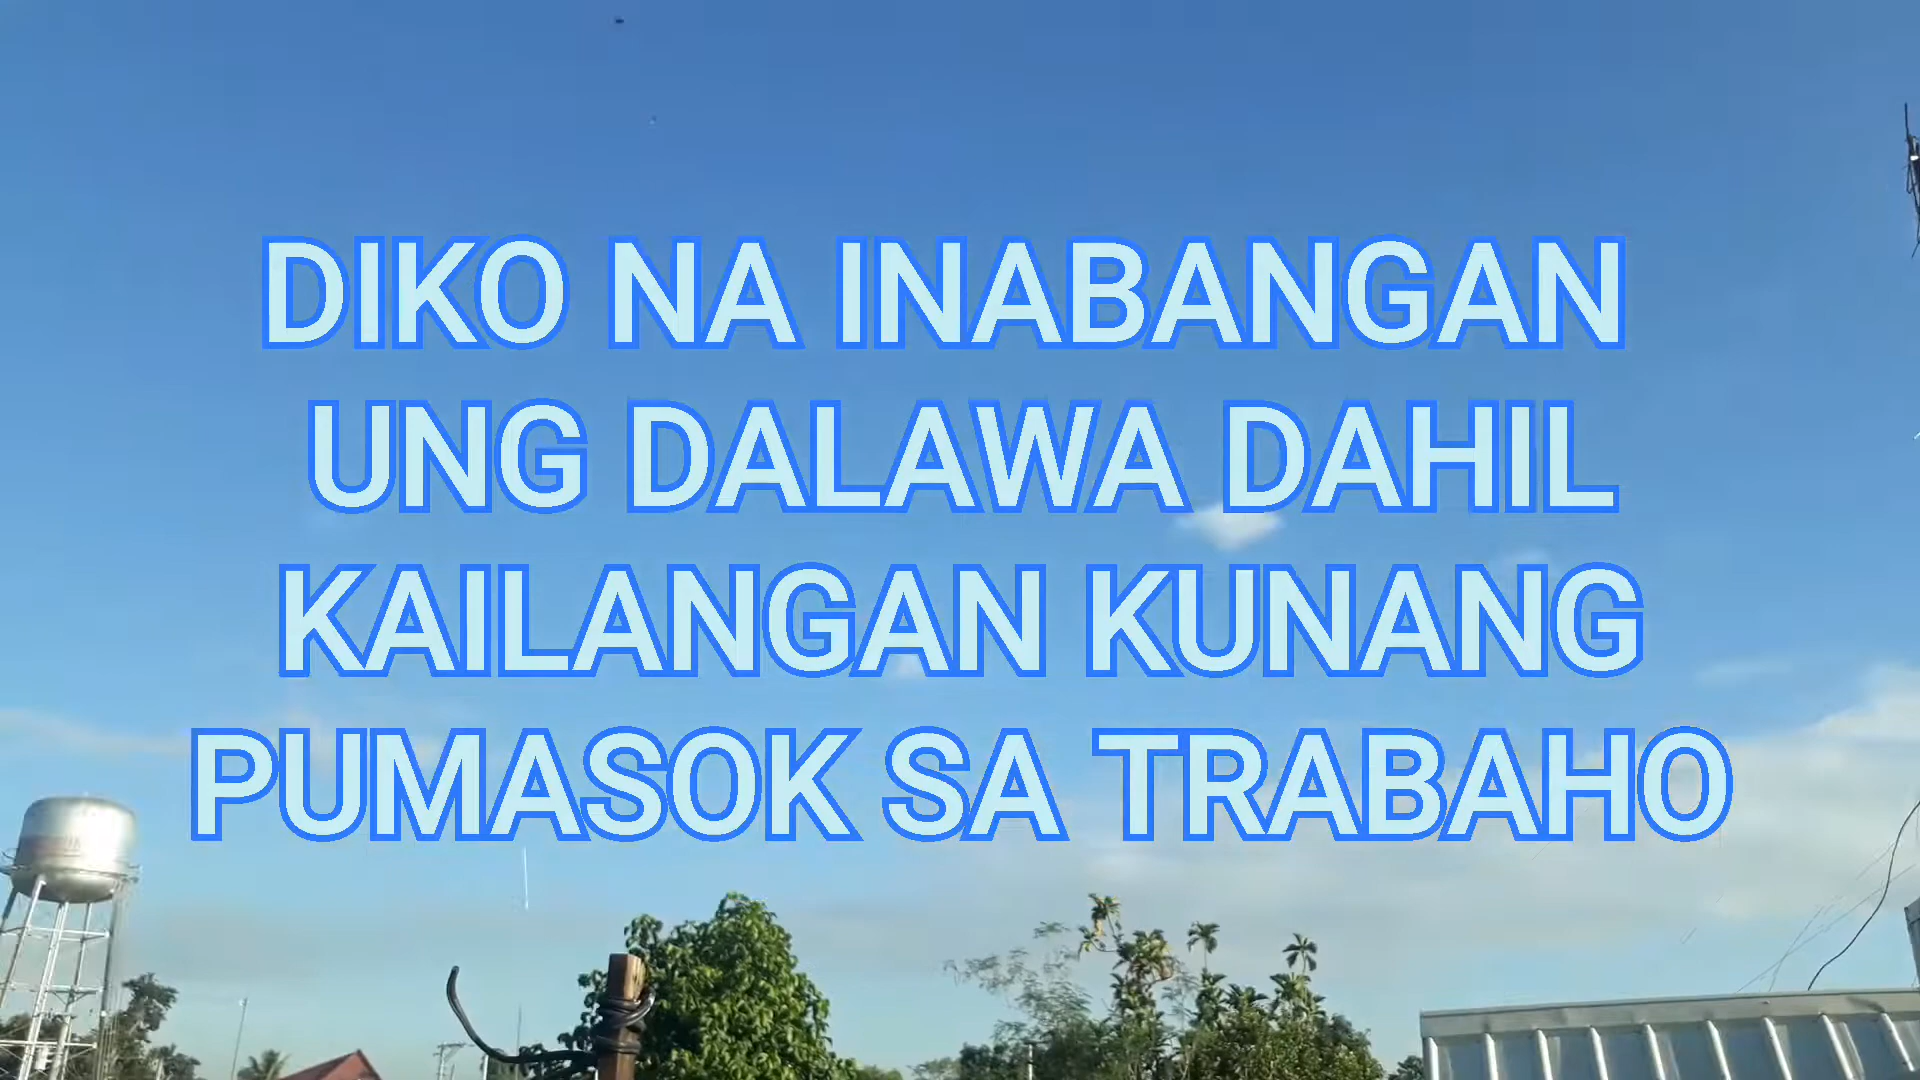 DIKO NA INABANGAN
UNG DALAWA DAHIL
KAILANGAN KUNANG
PUMASOK SA TRABAHO